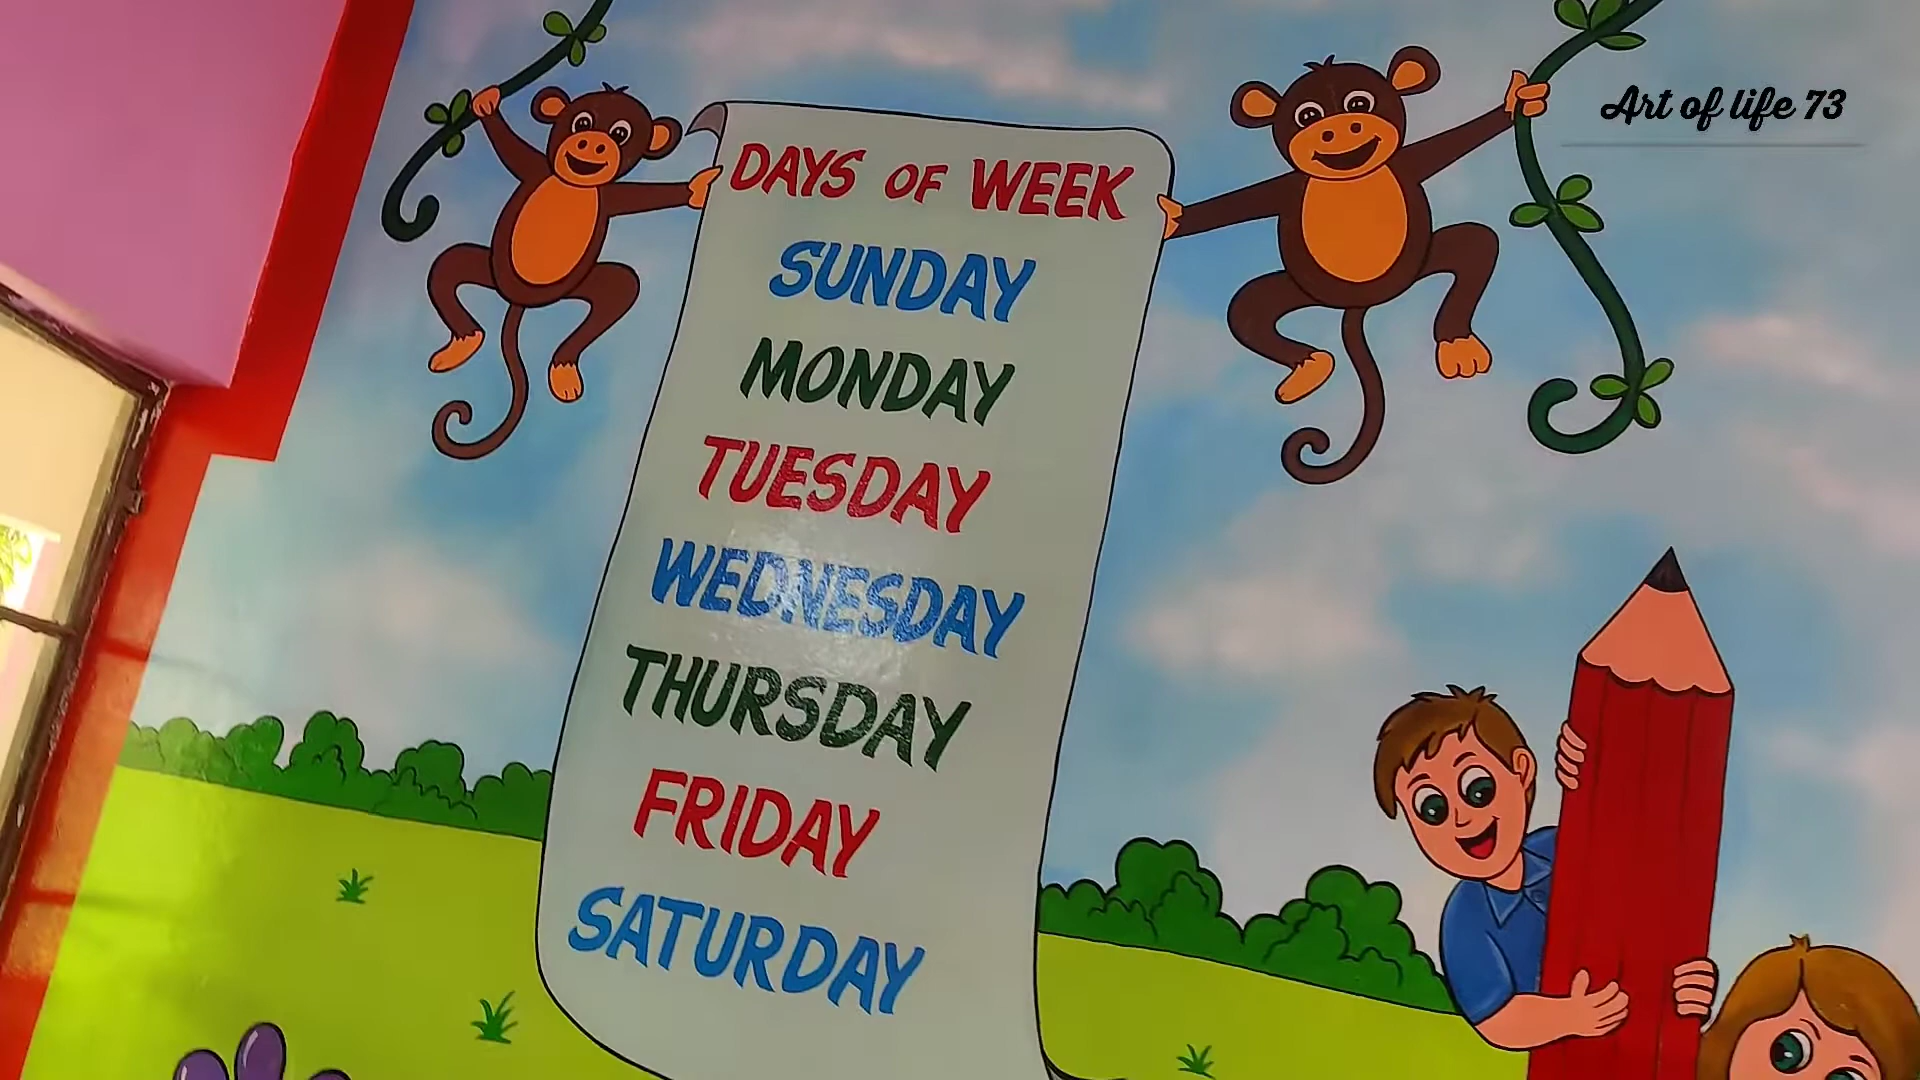 Art of life 73
DAYS OF WEEK
SUNDAY
MONDAY
TUESDAY
WEDNESDAY
THURSDAY
FRIDAY
SATURDAY